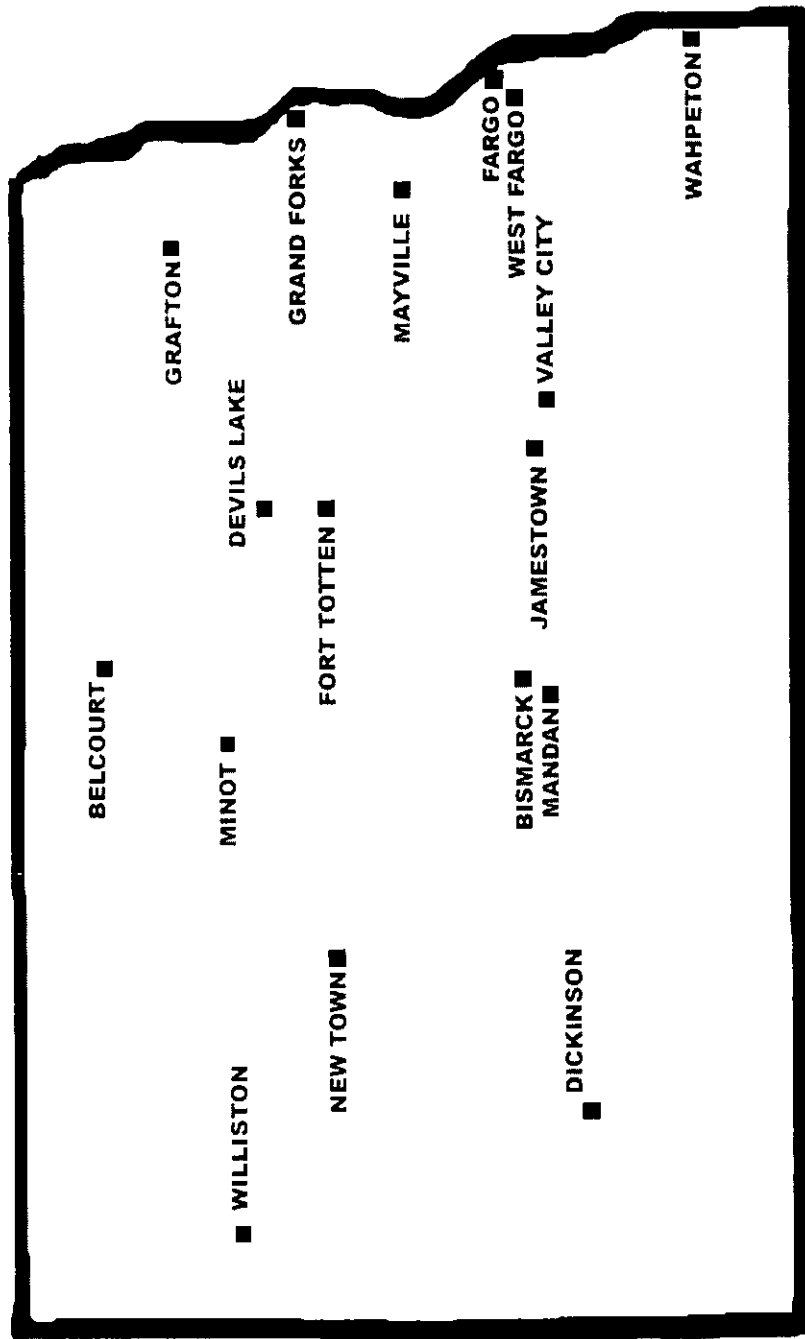 BELCOURT
GRAFTON
MINOT
WILLISTON
DEVILS LAKE
GRAND FORKS
FORT TOTTEN
NEW TOWN
MAYVILLE
FARGO
WEST FARGO
VALLEY CITY
JAMESTOWN
BISMARCK
MANDAN
DICKINSON
WAHPETON